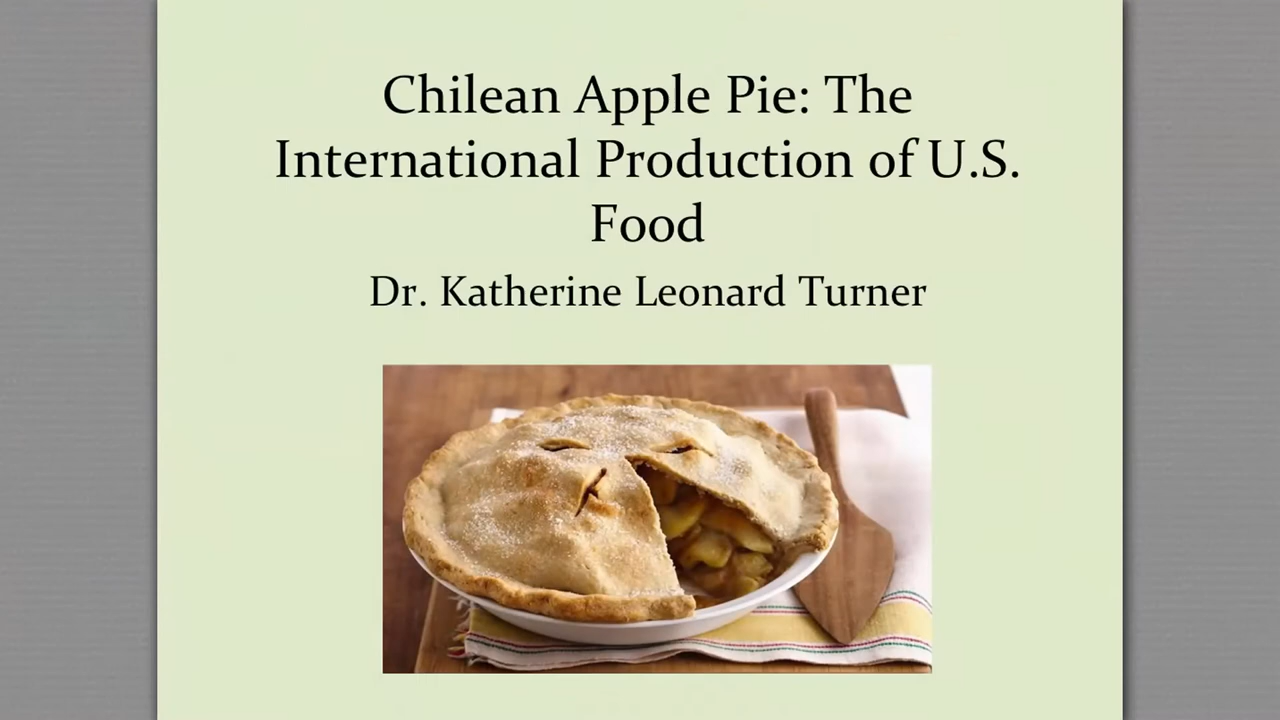 Chilean Apple Pie: The
International Production of U.S.
Food
Dr. Katherine Leonard Turner